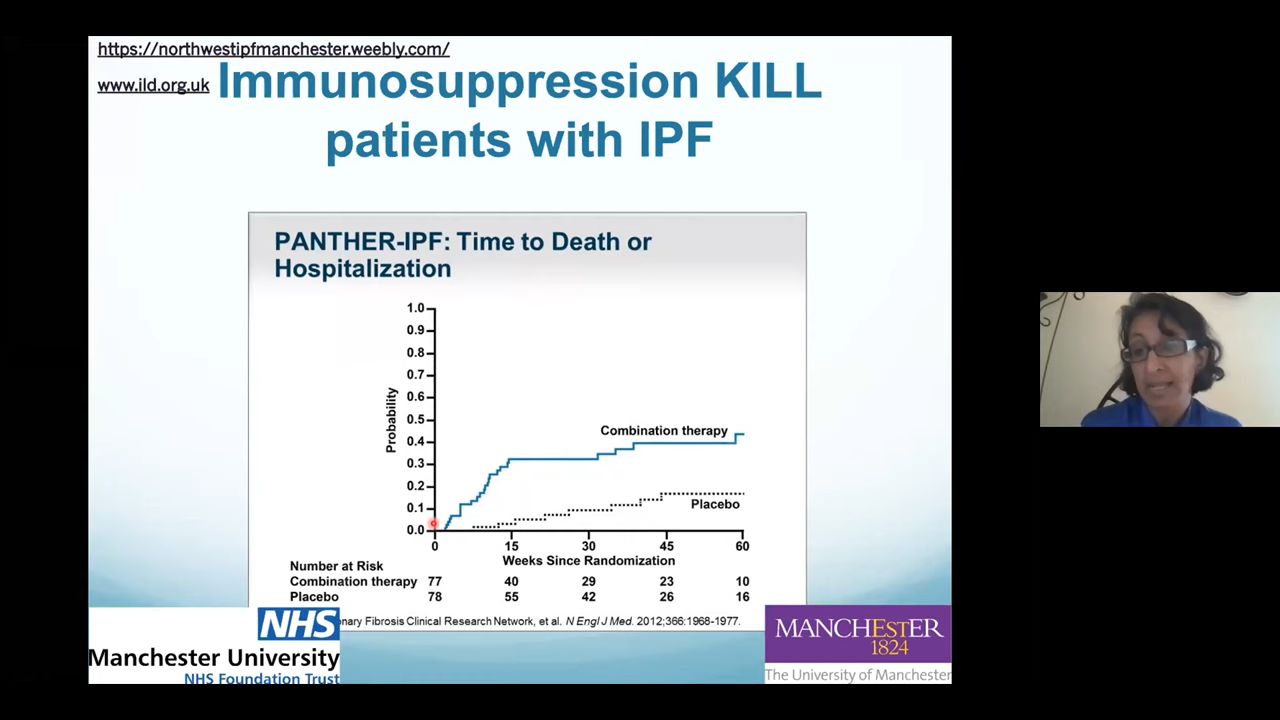 https://northwestipfmanchester.weebly.com/
www.ild.org.uk
Immunosuppression KILL
patients with IPF
PANTHER-IPF: Time to Death or
Hospitalization
1.0
0.9
0.8
0.7
0.6
0.5
0.4
0.3
0.2
0.1
0.0
Probability
Combination therapy
Placebo
0 15 30 45 60
Weeks Since Randomization
Number at Risk
Combination therapy 77 40 29 23 10
Placebo 78 55 42 26 16
onary Fibrosis Clinical Research Network, et al. N Engl J Med. 2012;366:1968-1977.
NHS
Manchester University
NHS Foundation Trust
MANCHESTER
1824
The University of Manchester